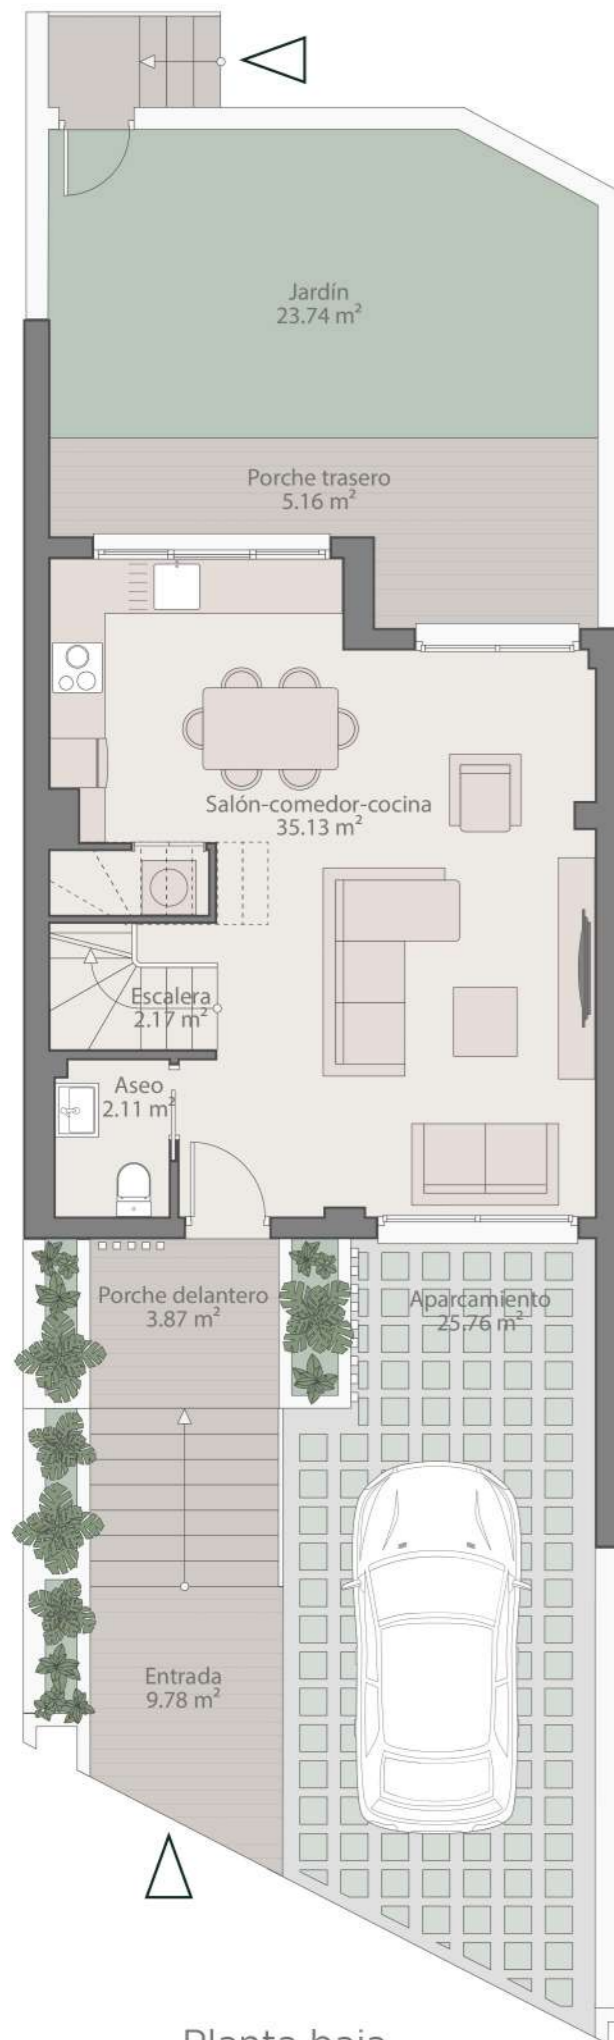 Jardín
23.74 m²
Porche trasero
5.16 m²
Salón-comedor-cocina
35.13 m²
Escalera
2.17 m²
Aseo
2.11 m²
Porche delantero
3.87 m²
Aparcamiento
25.76 m²
Entrada
9.78 m²
Planta baja